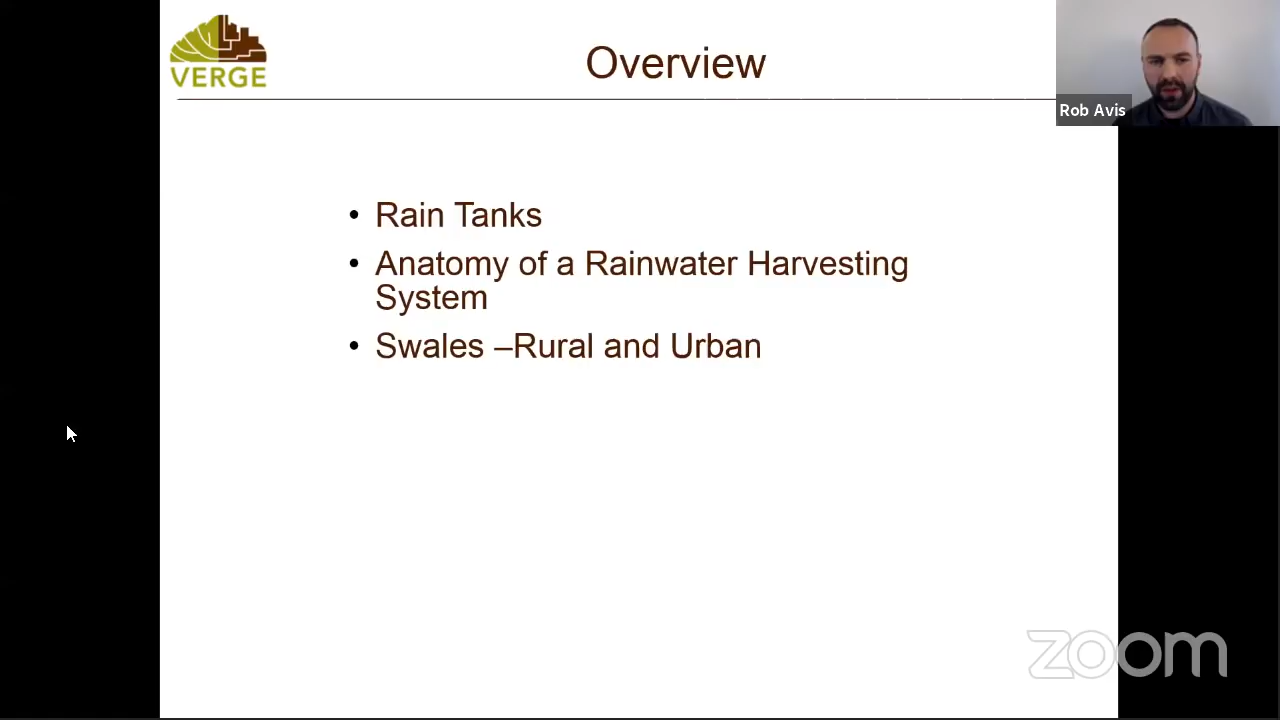 VERGE
Overview
Rob Avis
• Rain Tanks
• Anatomy of a Rainwater Harvesting
System
• Swales –Rural and Urban
zoom